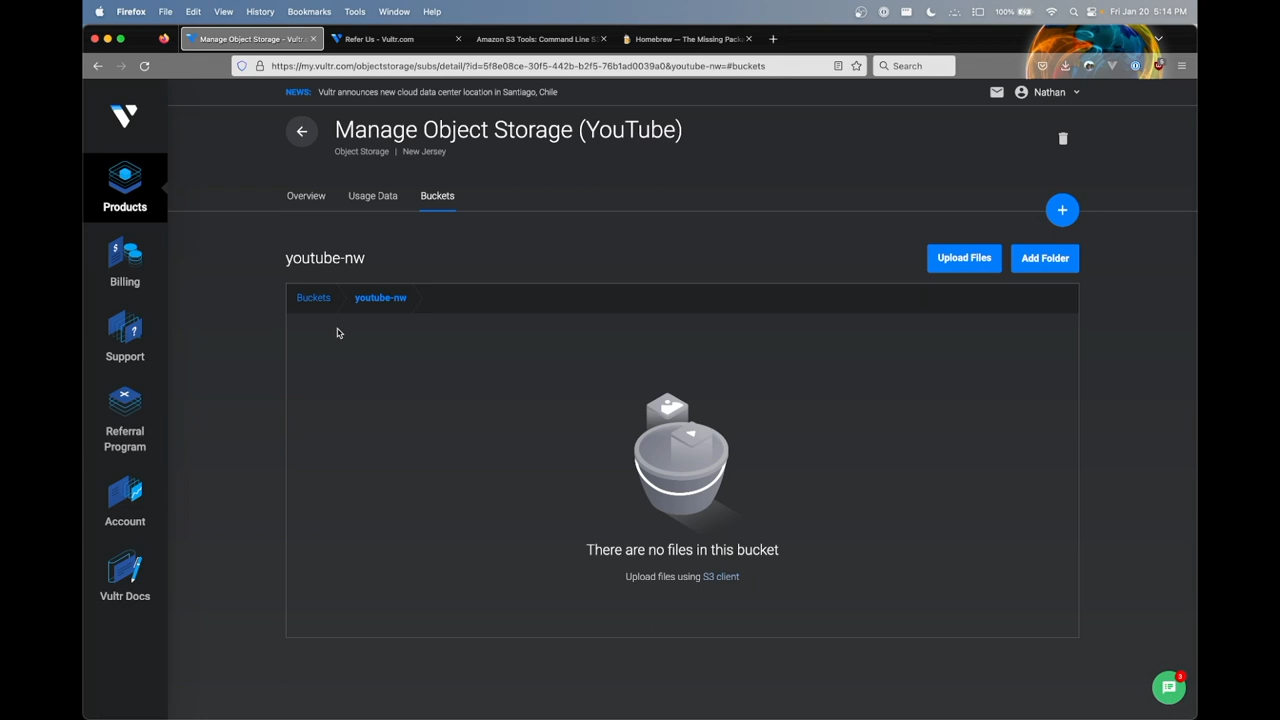 Firefox File Edit View History Bookmarks Tools Window Help 100% Fri Jan 20 5:14 PM
Manage Object Storage - Vultr.c Refer Us - Vultr.com Amazon S3 Tools: Command Line S Homebrew — The Missing Pack
https://my.vultr.com/objectstorage/subs/detail/?id=5f8e08ce-30f5-442b-b2f5-76b1ad0039a0&youtube-nw=#buckets Search
NEWS: Vultr announces new cloud data center location in Santiago, Chile Nathan
Manage Object Storage (YouTube)
Object Storage | New Jersey
Products
Overview Usage Data Buckets
+
Billing
youtube-nw Upload Files Add Folder
Buckets youtube-nw
Support
Referral
Program
Account
There are no files in this bucket
Upload files using S3 client
Vultr Docs
3